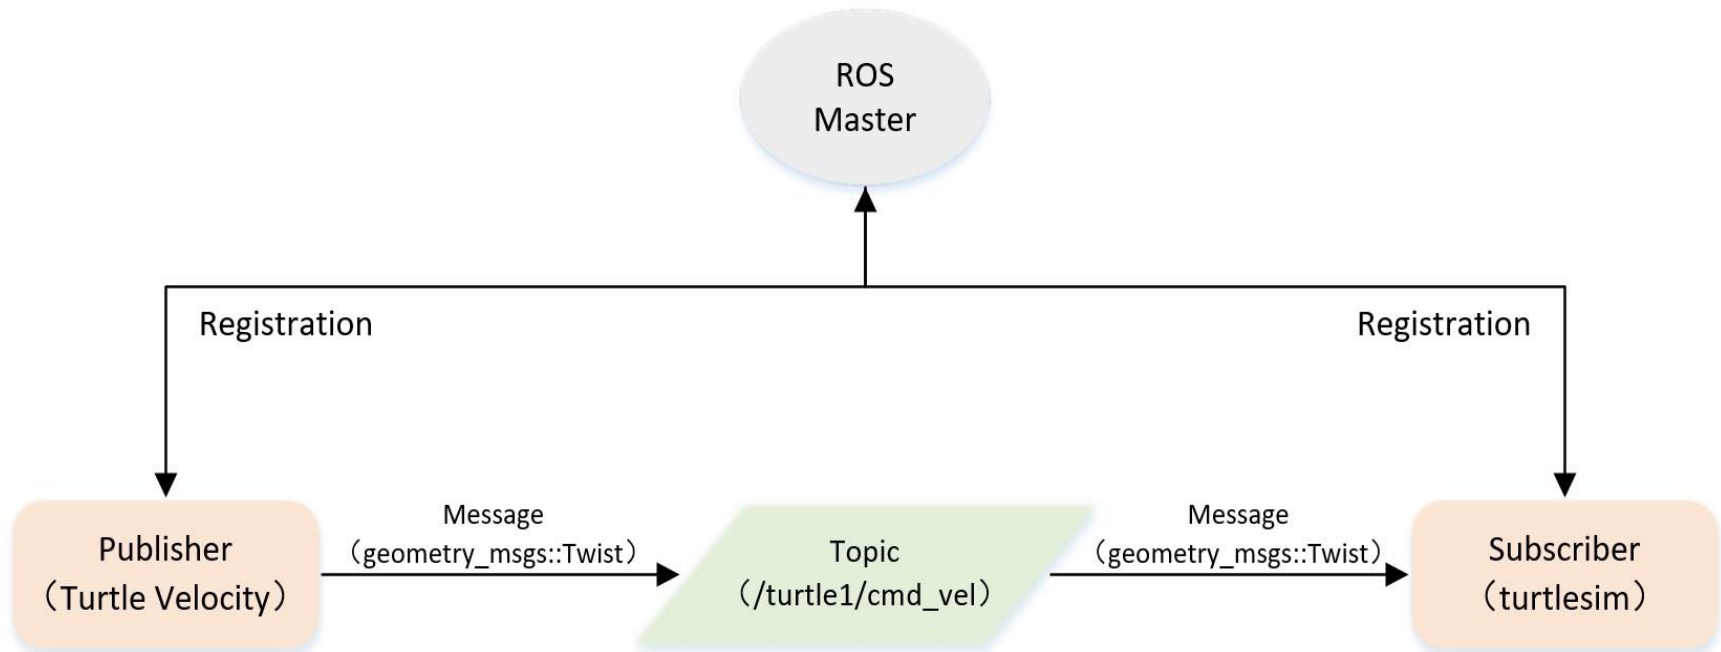 ROS
Master
Registration
Registration
Publisher
（Turtle Velocity）
Message
（geometry_msgs::Twist）
Topic
（/turtle1/cmd_vel）
Message
（geometry_msgs::Twist）
Subscriber
（turtlesim）